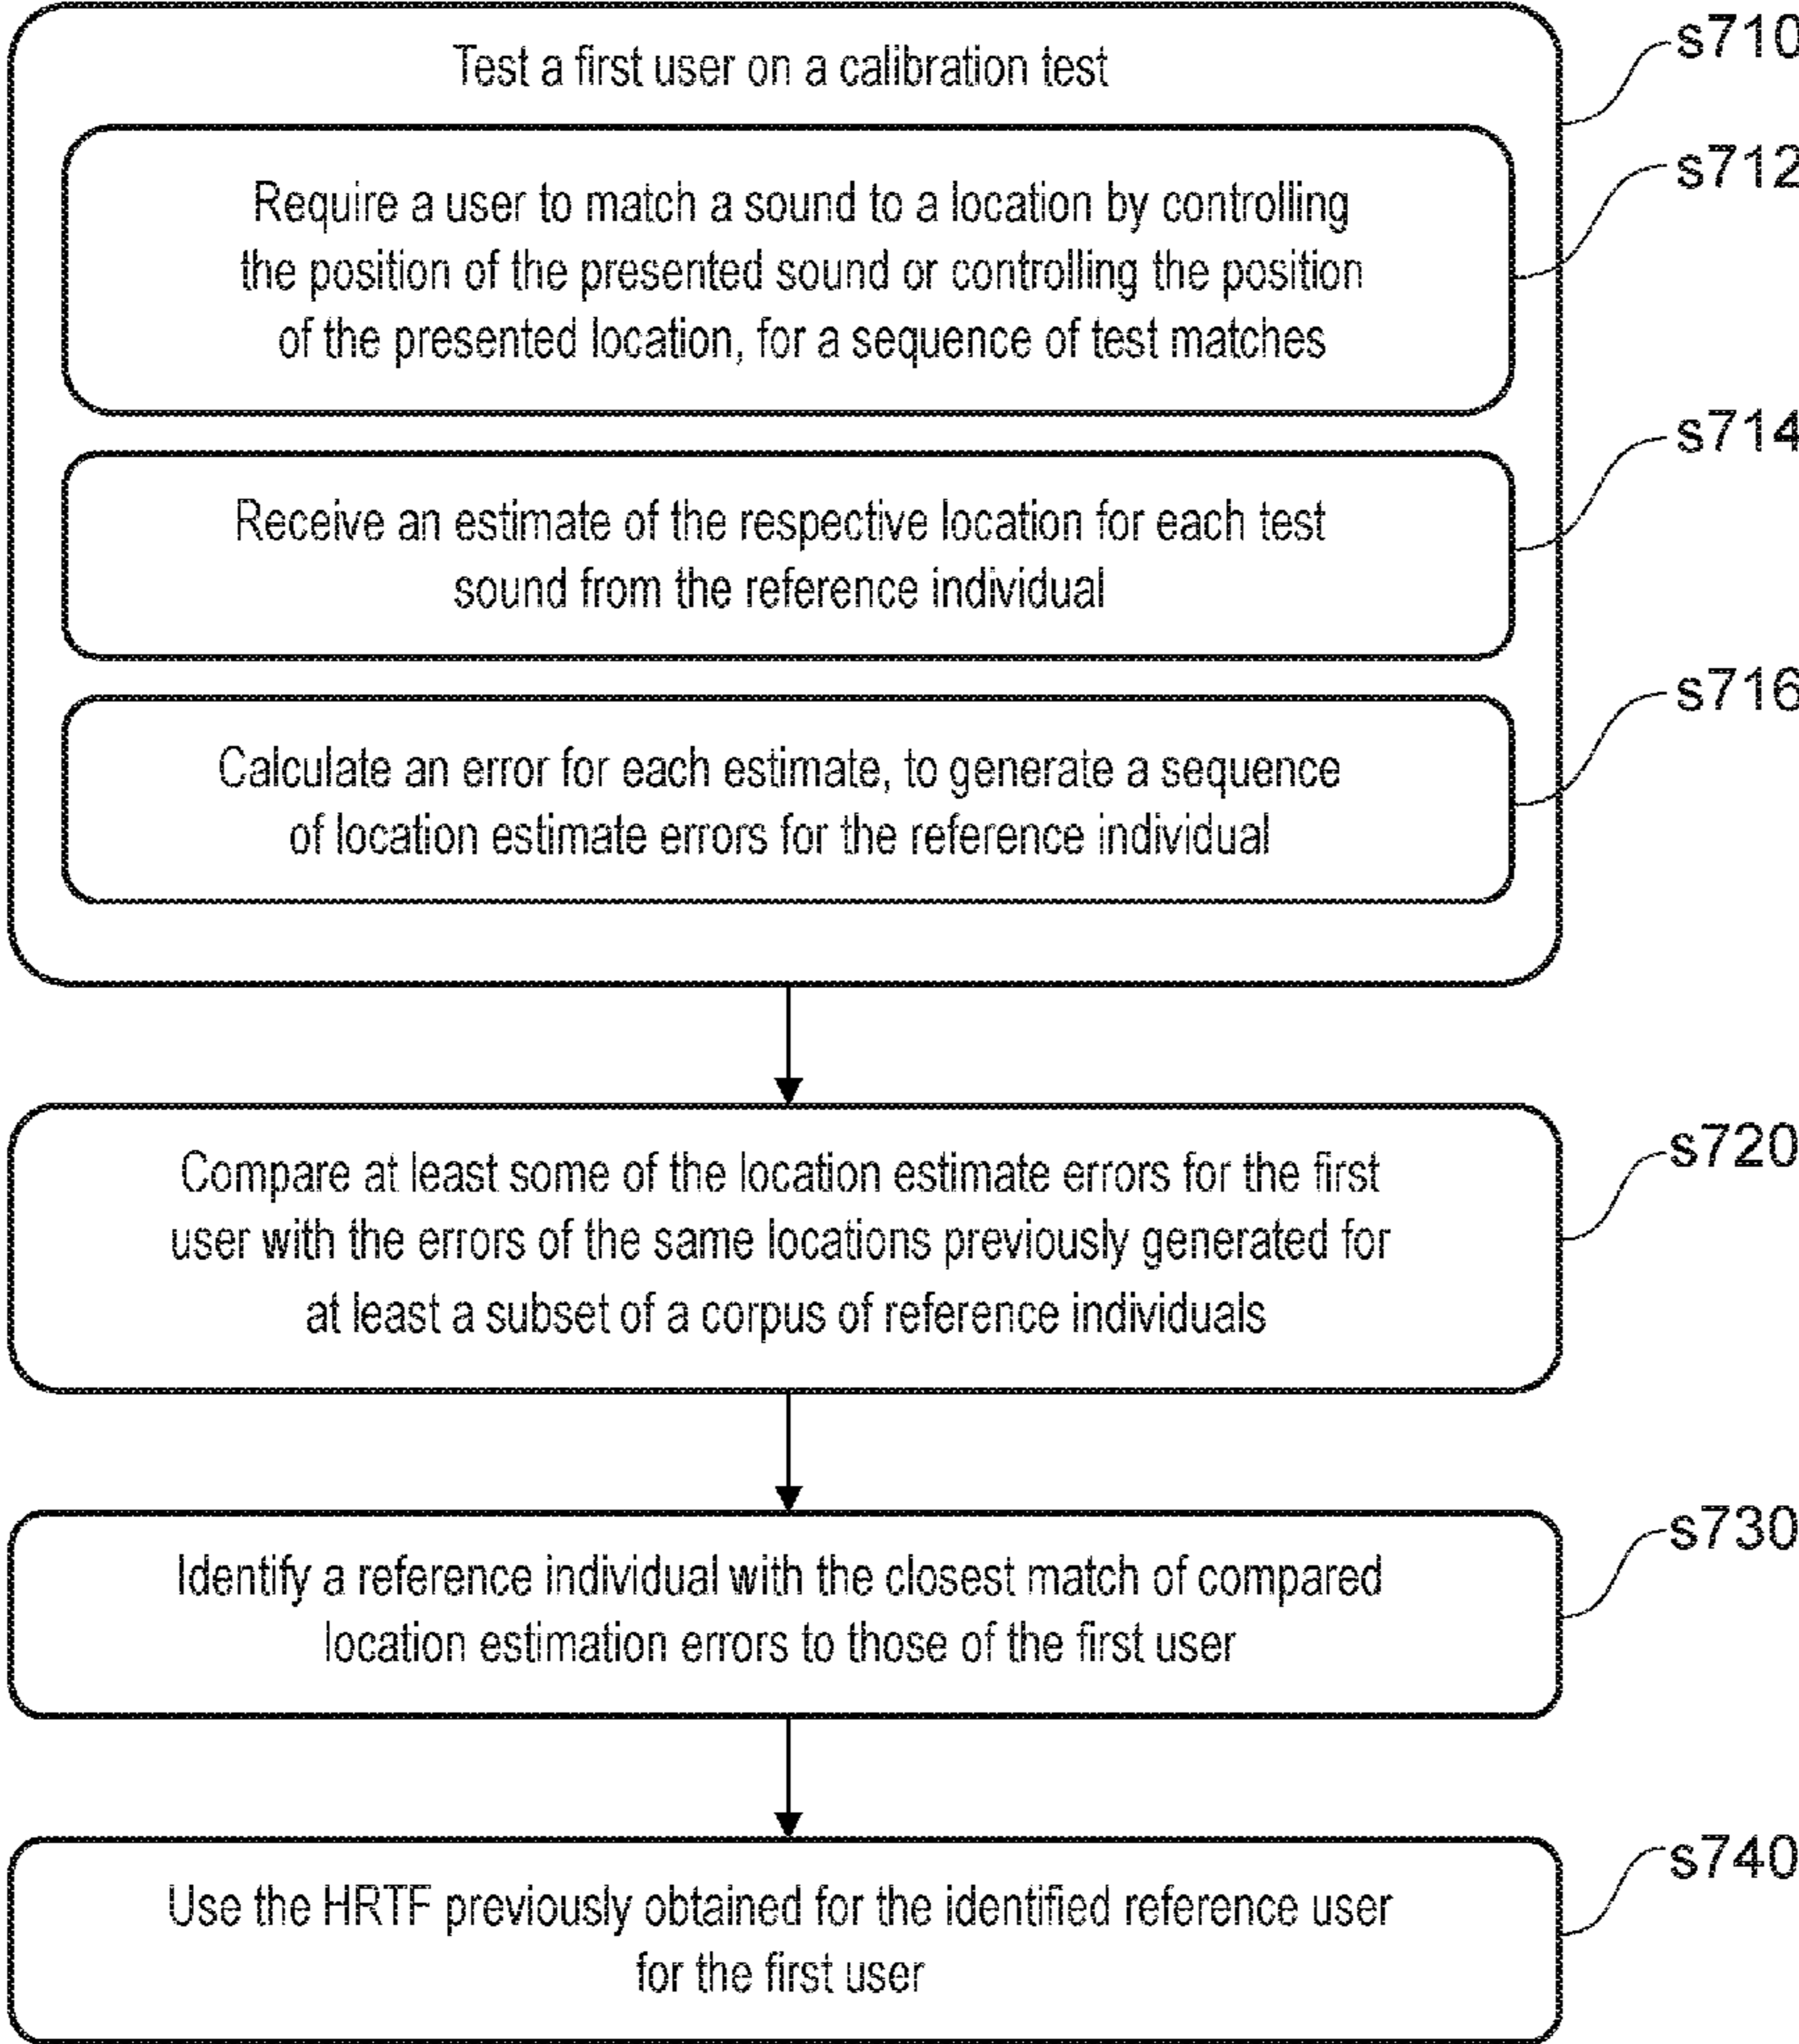 Test a first user on a calibration test
s710
Require a user to match a sound to a location by controlling
the position of the presented sound or controlling the position
of the presented location, for a sequence of test matches
s712
Receive an estimate of the respective location for each test
sound from the reference individual
s714
Calculate an error for each estimate, to generate a sequence
of location estimate errors for the reference individual
s716
Compare at least some of the location estimate errors for the first
user with the errors of the same locations previously generated for
at least a subset of a corpus of reference individuals
s720
Identify a reference individual with the closest match of compared
location estimation errors to those of the first user
s730
Use the HRTF previously obtained for the identified reference user
for the first user
s740